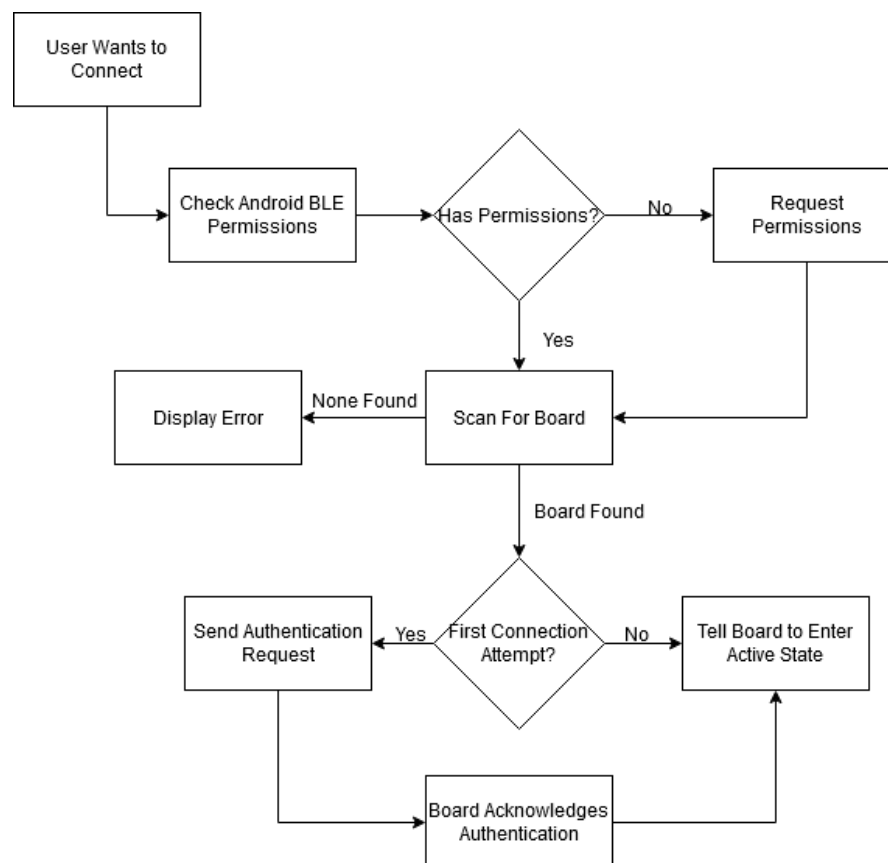 User Wants to
Connect
Check Android BLE
Permissions
Has Permissions?
No
Request
Permissions
Yes
Display Error
None Found
Scan For Board
Board Found
Send Authentication
Request
Yes
First Connection
Attempt?
No
Tell Board to Enter
Active State
Board Acknowledges
Authentication